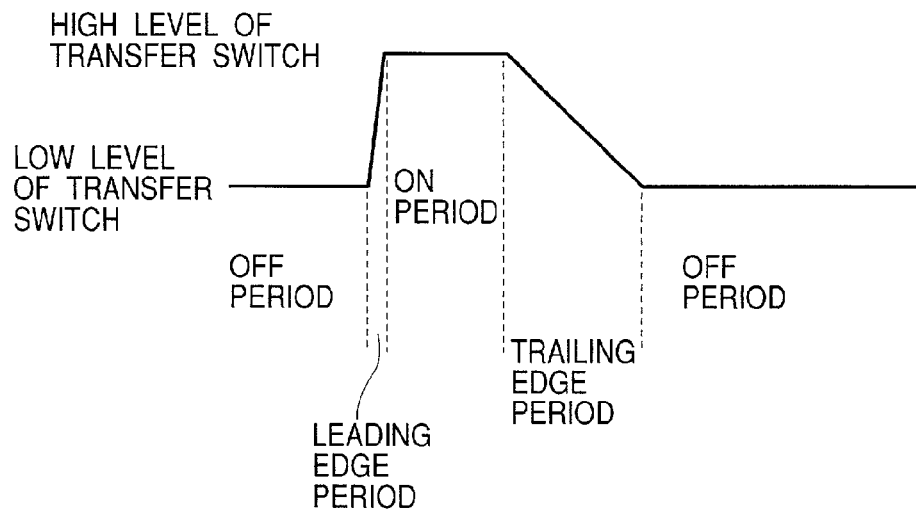 HIGH LEVEL OF
TRANSFER SWITCH
LOW LEVEL
OF TRANSFER
SWITCH
ON
PERIOD
OFF
PERIOD
OFF
PERIOD
TRAILING
EDGE
PERIOD
LEADING
EDGE
PERIOD